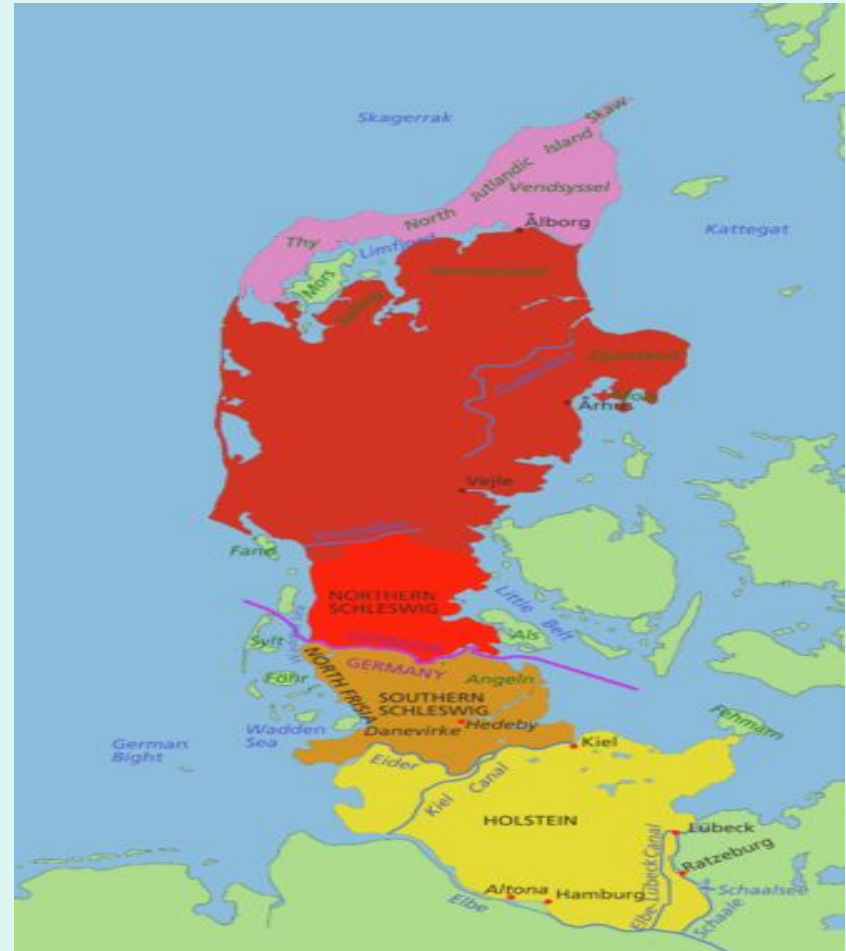 Skagerrak
Skaw
North Jutlandic Island
Vendsyssel
Kattegat
Ålborg
Thy
Limfjord
Mors
Århus
Vejle
Fanø
NORTHERN
SCHLESWIG
Little Belt
Als
Sylt
GERMANY
Föhr
NORTH FRISIA
Angeln
SOUTHERN
SCHLESWIG
Hedeby
Danevirke
Wadden
Sea
German
Bight
Fehmarn
Kiel
Eider
Kiel Canal
HOLSTEIN
Lübeck
Ratzeburg
Elbe-Lübeck Canal
Schaalsee
Schaale
Altona
Hamburg
Elbe